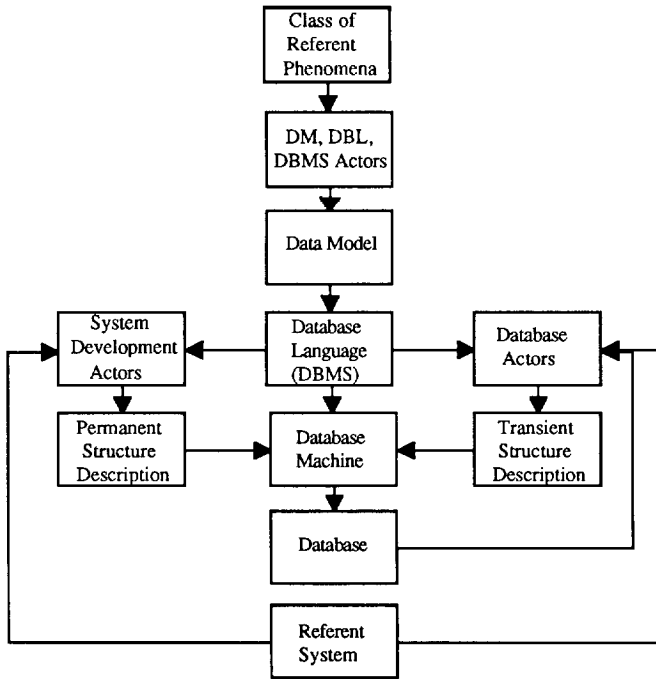 Class of
Referent
Phenomena
DM, DBL,
DBMS Actors
Data Model
System
Development
Actors
Database
Language
(DBMS)
Database
Actors
Permanent
Structure
Description
Database
Machine
Transient
Structure
Description
Database
Referent
System